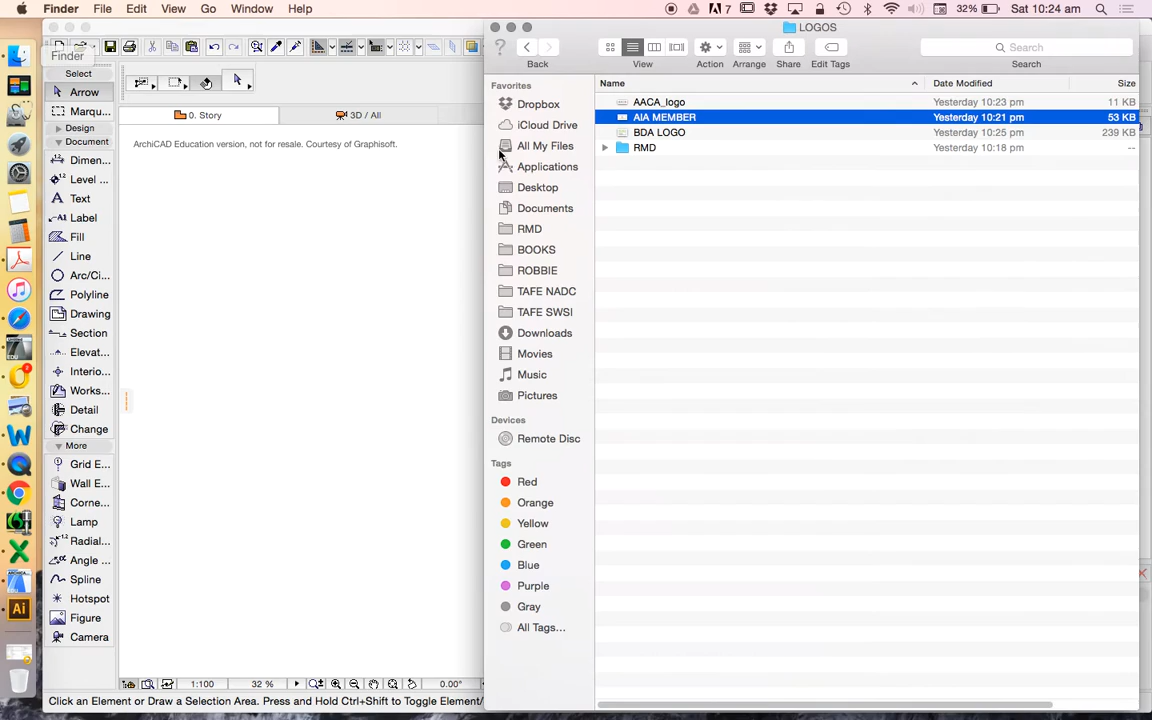 Finder File Edit View Go Window Help
7
32% Sat 10:24 am
LOGOS
Finder
Back View Action Arrange Share Edit Tags Search
Search
Select
Arrow
Marqu...
Design
Document
Dimen...
Level ...
Text
A1 Label
Fill
Line
Arc/Ci...
Polyline
Drawing
Section
Elevat...
Interio...
Works...
Detail
Change
More
Grid E...
Wall E...
Corne...
Lamp
Radial...
Angle ...
Spline
Hotspot
Figure
Camera
0. Story
3D / All
ArchiCAD Education version, not for resale. Courtesy of Graphisoft.
1:100 32 % 0.00°
Click an Element or Draw a Selection Area. Press and Hold Ctrl+Shift to Toggle Element/
Favorites
Dropbox
iCloud Drive
All My Files
Applications
Desktop
Documents
RMD
BOOKS
ROBBIE
TAFE NADC
TAFE SWSI
Downloads
Movies
Music
Pictures
Devices
Remote Disc
Tags
Red
Orange
Yellow
Green
Blue
Purple
Gray
All Tags...
Name Date Modified Size
AACA_logo Yesterday 10:23 pm 11 KB
AIA MEMBER Yesterday 10:21 pm 53 KB
BDA LOGO Yesterday 10:25 pm 239 KB
RMD Yesterday 10:18 pm --
Ai